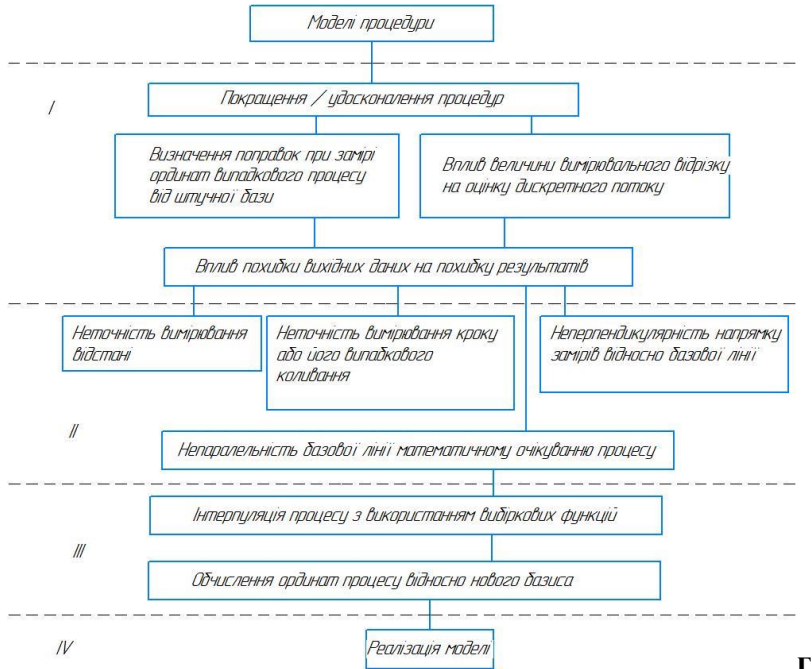 Моделі процедури
I
Покращення / удосконалення процедур
Визначення поправок при замірі
ординат випадкового процесу
від штучної бази
Вплив величини вимірювального відрізку
на оцінку дискретного потоку
Вплив похибки вихідних даних на похибку результатів
Неточність вимірювання
відстані
Неточність вимірювання кроку
або його випадкового
коливання
Неперпендикулярність напрямку
замірів відносно базової лінії
II
Непаралельність базової лінії математичному очікуванню процесу
III
Інтерпуляція процесу з використанням вибіркових функцій
Обчислення ординат процесу відносно нового базиса
IV
Реалізація моделі